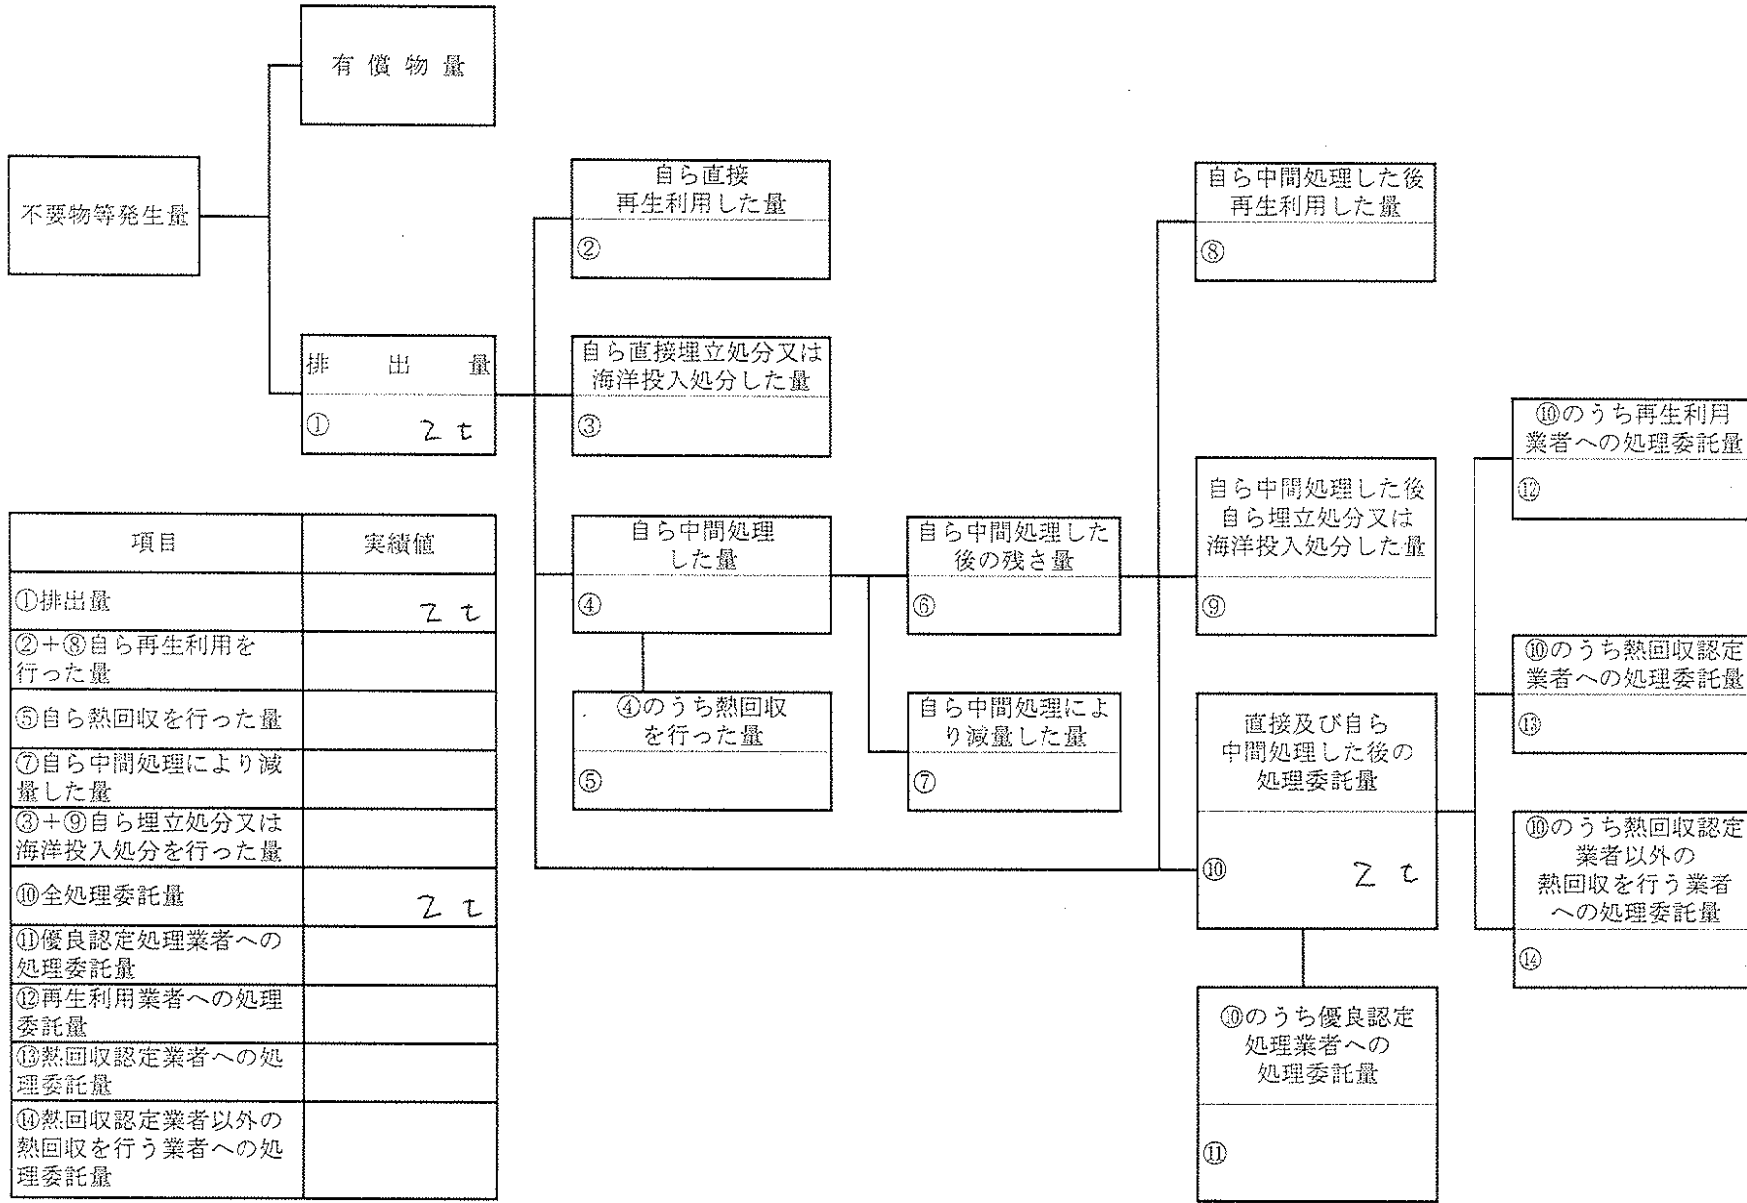 有償物量
不要物等発生量
排出量
① 2 t
自ら直接
再生利用した量
②
自ら直接埋立処分又は
海洋投入処分した量
③
自ら中間処理
した量
④
④のうち熱回収
を行った量
⑤
自ら中間処理した
後の残さ量
⑥
自ら中間処理によ
り減量した量
⑦
自ら中間処理した後
再生利用した量
⑧
自ら中間処理した後
自ら埋立処分又は
海洋投入処分した量
⑨
直接及び自ら
中間処理した後の
処理委託量
⑩ 2 t
⑩のうち優良認定
処理業者への
処理委託量
⑪
⑩のうち再生利用
業者への処理委託量
⑫
⑩のうち熱回収認定
業者への処理委託量
⑬
⑩のうち熱回収認定
業者以外の
熱回収を行う業者
への処理委託量
⑭
項目 実績値
①排出量 2 t
②+⑧自ら再生利用を
行った量
⑤自ら熱回収を行った量
⑦自ら中間処理により減
量した量
③+⑨自ら埋立処分又は
海洋投入処分を行った量
⑩全処理委託量 2 t
⑪優良認定処理業者への
処理委託量
⑫再生利用業者への処理
委託量
⑬熱回収認定業者への処
理委託量
⑭熱回収認定業者以外の
熱回収を行う業者への処
理委託量